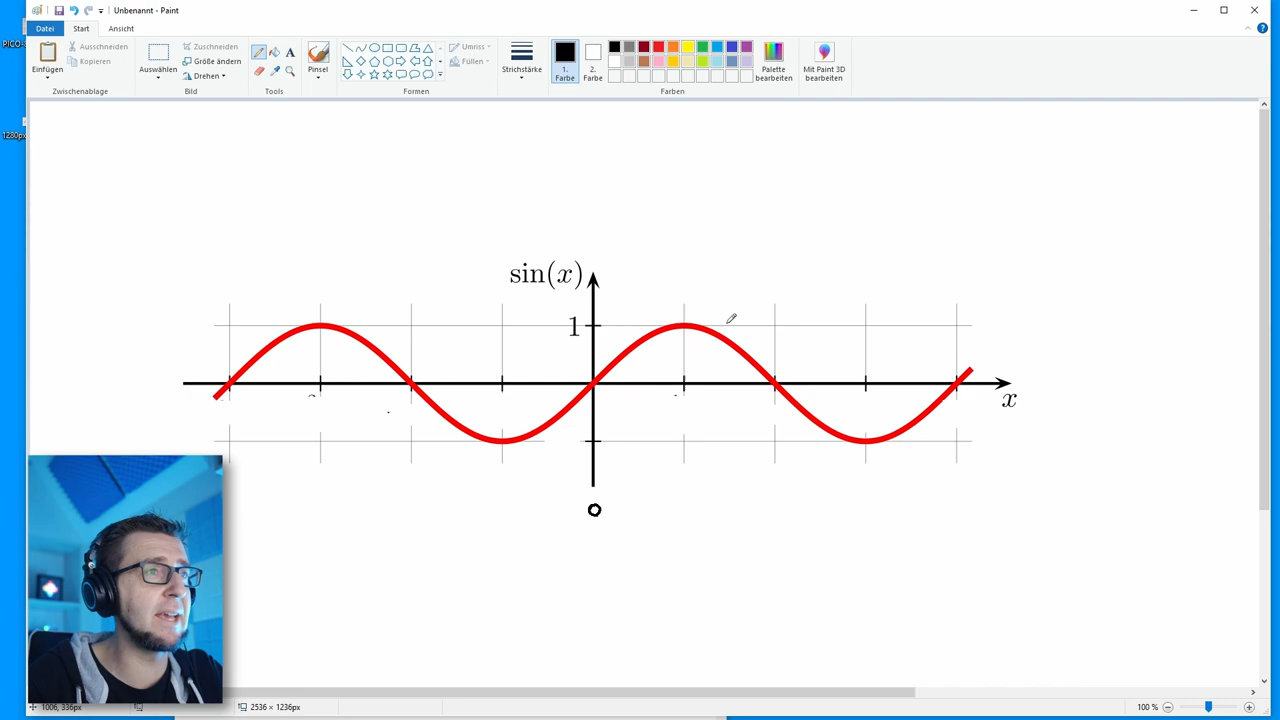 Unbenannt - Paint
PICO-
Datei
Start
Ansicht
Einfügen
Ausschneiden
Kopieren
Zwischenablage
Auswählen
Zuschneiden
Größe ändern
Drehen
Bild
Tools
Pinsel
Formen
Umriss
Füllen
Strichstärke
1.
Farbe
2.
Farbe
Farben
Palette
bearbeiten
Mit Paint 3D
bearbeiten
1280px
sin(x)
1
x
0
1006, 336px
2536 × 1236px
100 %